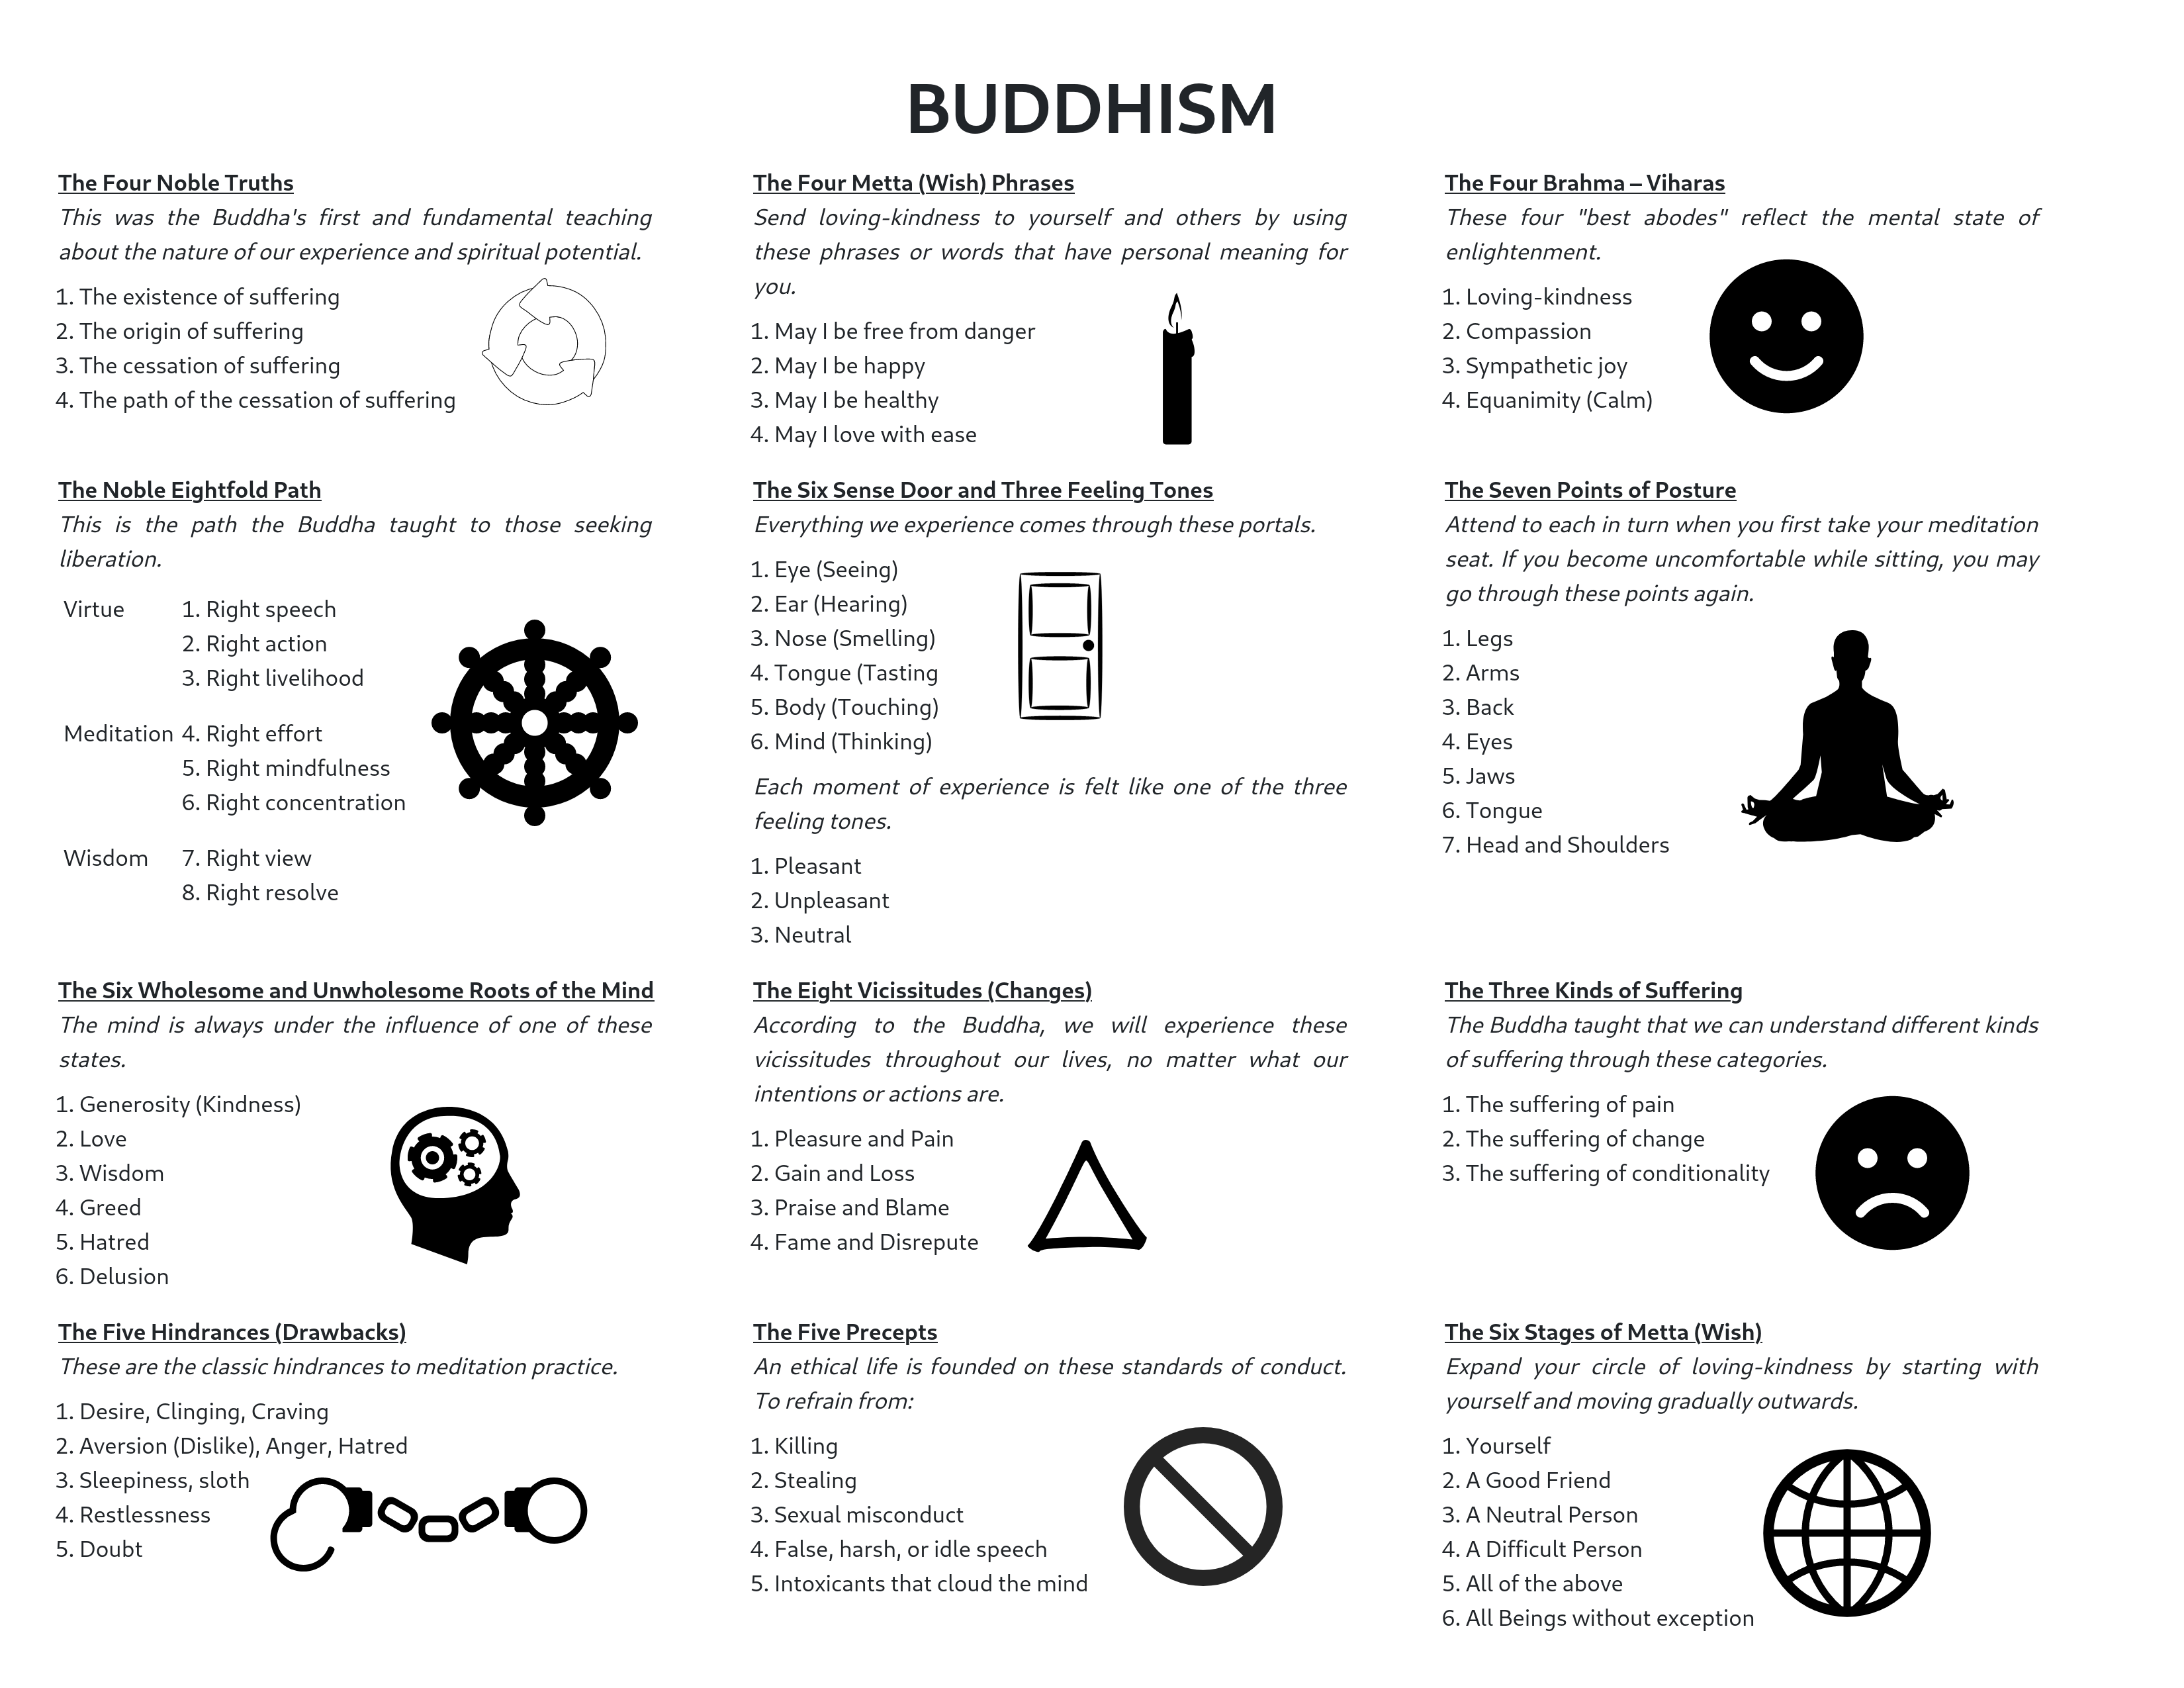 BUDDHISM
The Four Noble Truths
This was the Buddha's first and fundamental teaching
about the nature of our experience and spiritual potential.
1. The existence of suffering
2. The origin of suffering
3. The cessation of suffering
4. The path of the cessation of suffering
The Four Metta (Wish) Phrases
Send loving-kindness to yourself and others by using
these phrases or words that have personal meaning for
you.
1. May I be free from danger
2. May I be happy
3. May I be healthy
4. May I love with ease
The Four Brahma – Viharas
These four "best abodes" reflect the mental state of
enlightenment.
1. Loving-kindness
2. Compassion
3. Sympathetic joy
4. Equanimity (Calm)
The Noble Eightfold Path
This is the path the Buddha taught to those seeking
liberation.
Virtue 1. Right speech
2. Right action
3. Right livelihood
Meditation 4. Right effort
5. Right mindfulness
6. Right concentration
Wisdom 7. Right view
8. Right resolve
The Six Sense Door and Three Feeling Tones
Everything we experience comes through these portals.
1. Eye (Seeing)
2. Ear (Hearing)
3. Nose (Smelling)
4. Tongue (Tasting
5. Body (Touching)
6. Mind (Thinking)
Each moment of experience is felt like one of the three
feeling tones.
1. Pleasant
2. Unpleasant
3. Neutral
The Seven Points of Posture
Attend to each in turn when you first take your meditation
seat. If you become uncomfortable while sitting, you may
go through these points again.
1. Legs
2. Arms
3. Back
4. Eyes
5. Jaws
6. Tongue
7. Head and Shoulders
The Six Wholesome and Unwholesome Roots of the Mind
The mind is always under the influence of one of these
states.
1. Generosity (Kindness)
2. Love
3. Wisdom
4. Greed
5. Hatred
6. Delusion
The Eight Vicissitudes (Changes)
According to the Buddha, we will experience these
vicissitudes throughout our lives, no matter what our
intentions or actions are.
1. Pleasure and Pain
2. Gain and Loss
3. Praise and Blame
4. Fame and Disrepute
The Three Kinds of Suffering
The Buddha taught that we can understand different kinds
of suffering through these categories.
1. The suffering of pain
2. The suffering of change
3. The suffering of conditionality
The Five Hindrances (Drawbacks)
These are the classic hindrances to meditation practice.
1. Desire, Clinging, Craving
2. Aversion (Dislike), Anger, Hatred
3. Sleepiness, sloth
4. Restlessness
5. Doubt
The Five Precepts
An ethical life is founded on these standards of conduct.
To refrain from:
1. Killing
2. Stealing
3. Sexual misconduct
4. False, harsh, or idle speech
5. Intoxicants that cloud the mind
The Six Stages of Metta (Wish)
Expand your circle of loving-kindness by starting with
yourself and moving gradually outwards.
1. Yourself
2. A Good Friend
3. A Neutral Person
4. A Difficult Person
5. All of the above
6. All Beings without exception